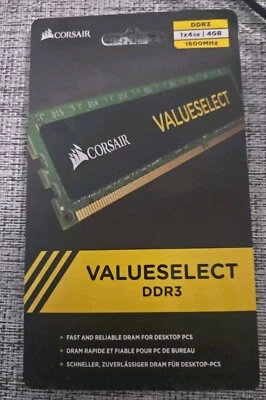 CORSAIR
DDR3
1x4GB | 4GB
1600MHz
VALUESELECT
CORSAIR
VALUESELECT
DDR3
FAST AND RELIABLE DRAM FOR DESKTOP PCS
DRAM RAPIDE ET FIABLE POUR PC DE BUREAU
SCHNELLER, ZUVERLÄSSIGER DRAM FÜR DESKTOP-PCS